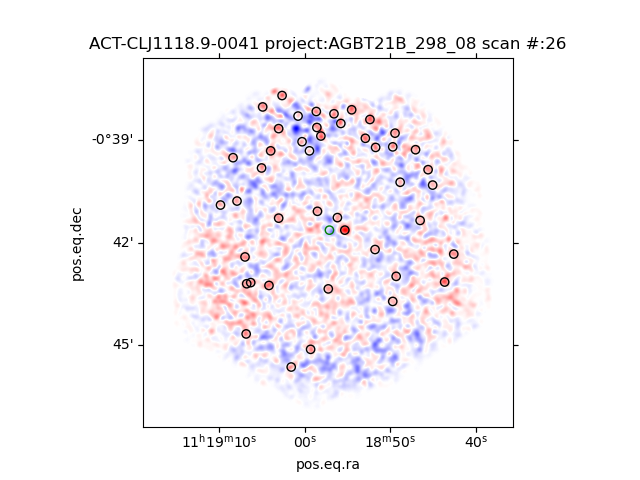 ACT-CLJ1118.9-0041 project:AGBT21B_298_08 scan #:26
-0°39'
42'
45'
pos.eq.dec
11ʰ19ᵐ10ˢ 00ˢ 18ᵐ50ˢ 40ˢ
pos.eq.ra